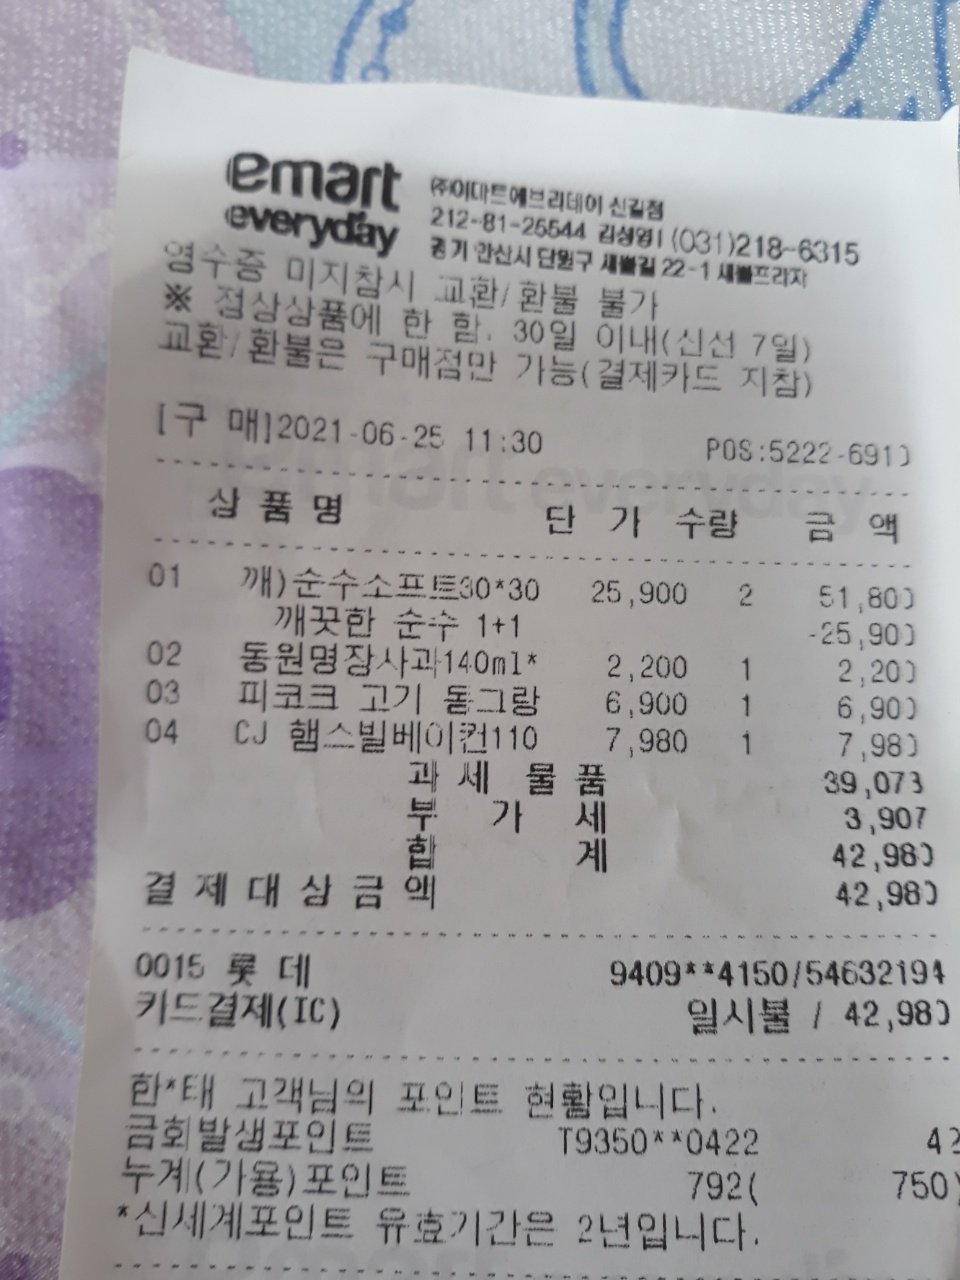 emart
everyday
㈜이마트에브리데이 신길점
212-81-25544 김성영 | (031)218-6315
경기 안산시 단원구 새뿔길 22-1 새뿔프라자
영수증 미지참시 교환/환불 불가
※ 정상상품에 한 함, 30일 이내(신선 7일)
교환/환불은 구매점만 가능(결제카드 지참)
[구 매]2021-06-25 11:30 POS:5222-6910
상 품 명 단 가 수량 금 액
01 깨)순수소프트30*30 25,900 2 51,800
깨끗한 순수 1+1 -25,900
02 동원명장사과140ml* 2,200 1 2,200
03 피코크 고기 동그랑 6,900 1 6,900
04 CJ 햄스빌베이컨110 7,980 1 7,980
과 세 물 품 39,073
부 가 세 3,907
합 계 42,980
결 제 대 상 금 액 42,980
0015 롯 데 9409**4150/54632194
카드결제(IC) 일시불 / 42,980
한*태 고객님의 포인트 현황입니다.
금회발생포인트 T9350**0422 42
누계(가용)포인트 792( 750)
*신세계포인트 유효기간은 2년입니다.